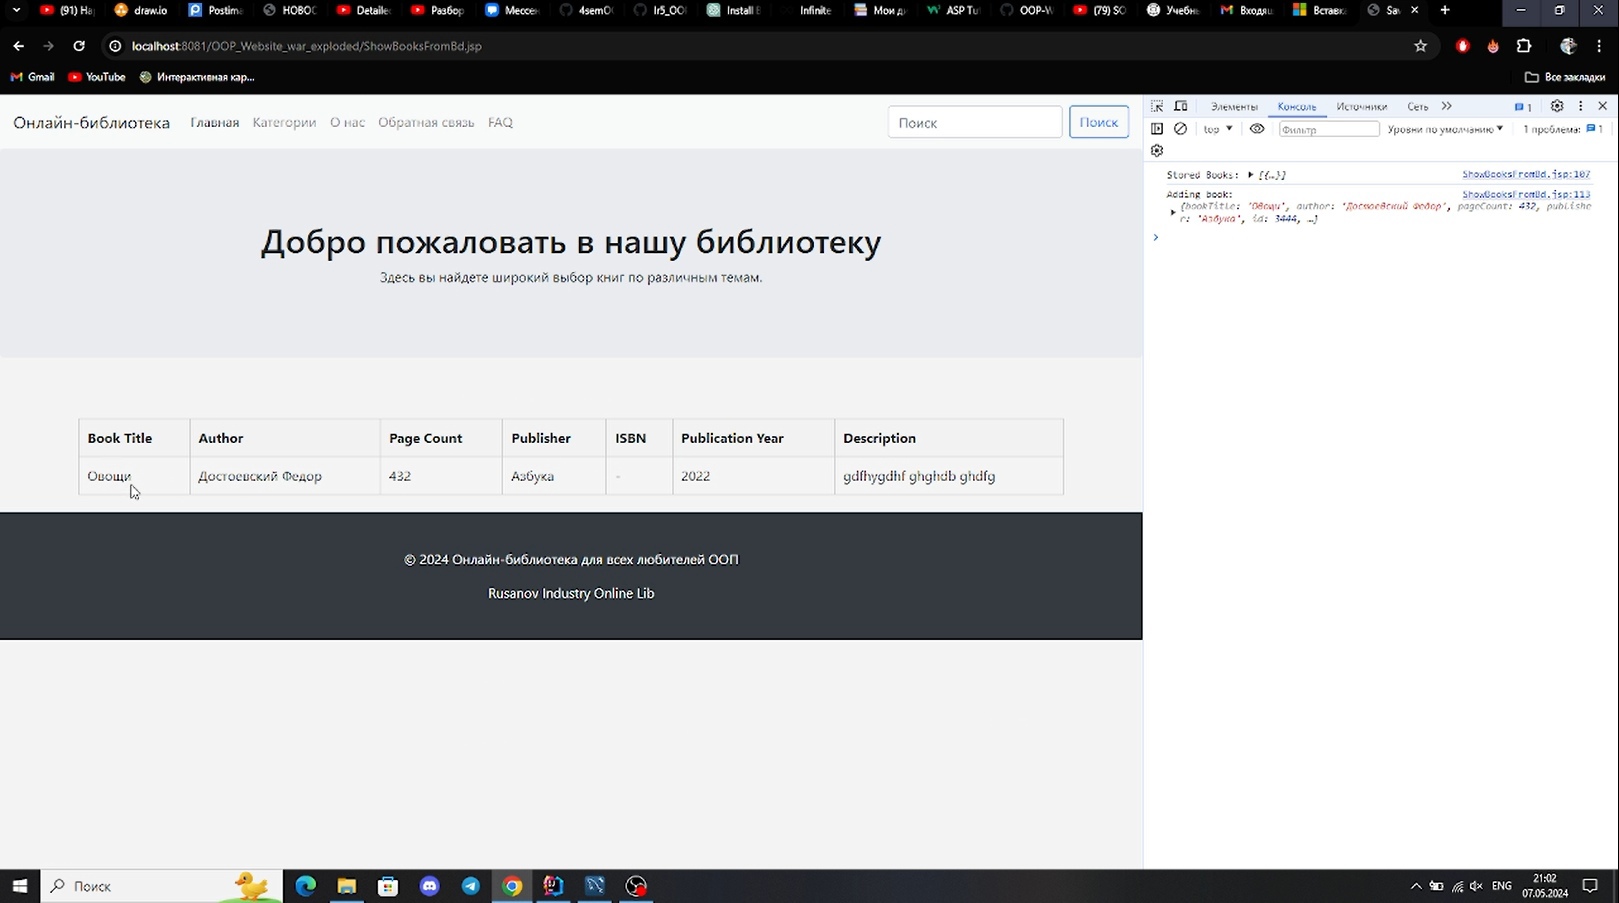 (91) На
draw.io
Postma
НОВОС
Detailed
Разбор
Мессен
4semO
lr5_OO
Install B
Infinite
Мои д
ASP Tu
OOP-W
(79) SO
Учебн
Входящ
Вставка
Sav
localhost:8081/OOP_Website_war_exploded/ShowBooksFromBd.jsp
Gmail YouTube Интерактивная кар... Все закладки
Онлайн-библиотека Главная Категории О нас Обратная связь FAQ Поиск Поиск
Элементы Консоль Источники Сеть 1
top Фильтр Уровни по умолчанию 1 проблема: 1
Stored Books: [{…}] ShowBooksFromBd.jsp:107
Adding book: ShowBooksFromBd.jsp:113
{bookTitle: 'Овощи', author: 'Достоевский Федор', pageCount: 432, publishe
r: 'Азбука', id: 3444, …}
Добро пожаловать в нашу библиотеку
Здесь вы найдете широкий выбор книг по различным темам.
Book Title Author Page Count Publisher ISBN Publication Year Description
Овощи Достоевский Федор 432 Азбука - 2022 gdfhygdhf ghghdb ghdfg
© 2024 Онлайн-библиотека для всех любителей ООП
Rusanov Industry Online Lib
Поиск
ENG
21:02
07.05.2024